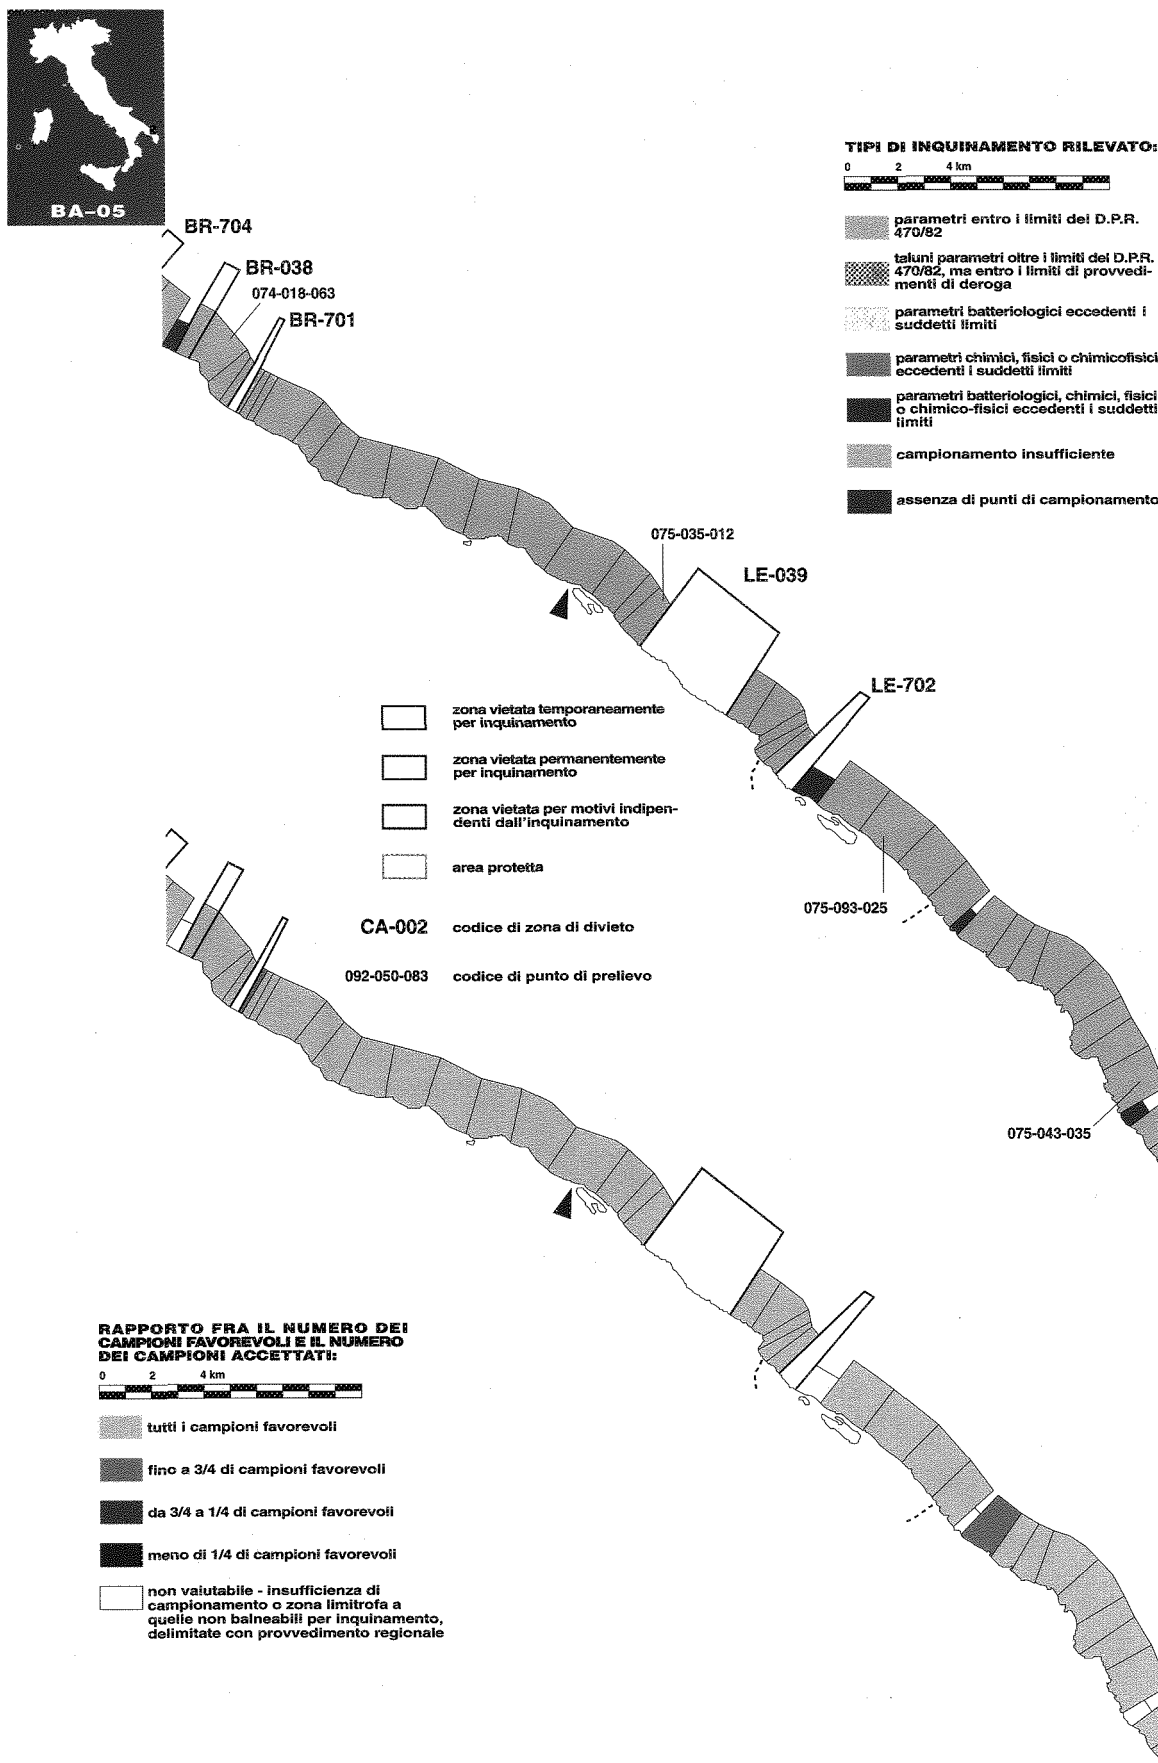 BA-05
BR-704
BR-038
074-018-063
BR-701
TIPI DI INQUINAMENTO RILEVATO:
0 2 4 km
parametri entro i limiti del D.P.R.
470/82
taluni parametri oltre i limiti del D.P.R.
470/82, ma entro i limiti di provvedi-
menti di deroga
parametri batteriologici eccedenti i
suddetti limiti
parametri chimici, fisici o chimicofisici
eccedenti i suddetti limiti
parametri batteriologici, chimici, fisici
o chimico-fisici eccedenti i suddetti
limiti
campionamento insufficiente
assenza di punti di campionamento
075-035-012
LE-039
LE-702
zona vietata temporaneamente
per inquinamento
zona vietata permanentemente
per inquinamento
zona vietata per motivi indipen-
denti dall'inquinamento
area protetta
CA-002 codice di zona di divieto
092-050-083 codice di punto di prelievo
075-093-025
075-043-035
RAPPORTO FRA IL NUMERO DEI
CAMPIONI FAVOREVOLI E IL NUMERO
DEI CAMPIONI ACCETTATI:
0 2 4 km
tutti i campioni favorevoli
fino a 3/4 di campioni favorevoli
da 3/4 a 1/4 di campioni favorevoli
meno di 1/4 di campioni favorevoli
non valutabile - insufficienza di
campionamento o zona limitrofa a
quelle non balneabili per inquinamento,
delimitate con provvedimento regionale